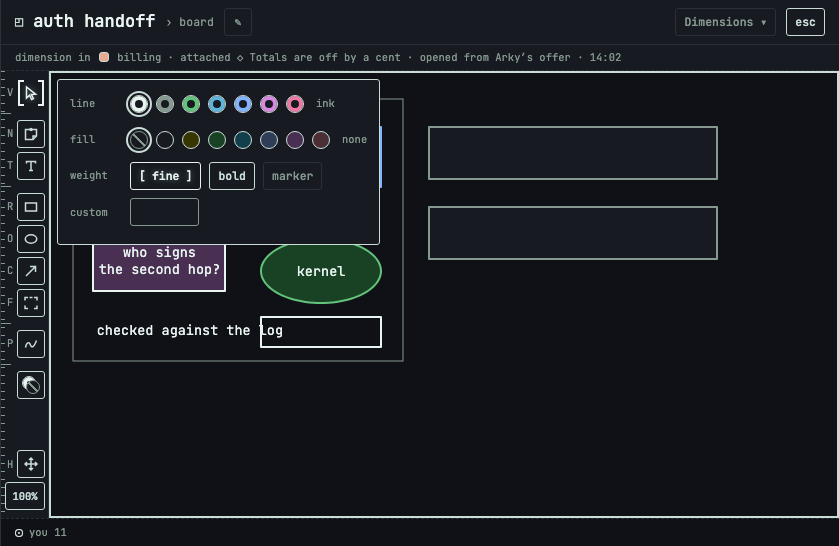 auth handoff › board ✎
Dimensions ▾
esc
dimension in billing · attached ◇ Totals are off by a cent · opened from Arky’s offer · 14:02
V
N
T
R
O
C
F
P
H
100%
line ink
fill none
weight [ fine ] bold marker
custom
who signs
the second hop?
kernel
checked against the log
you 11